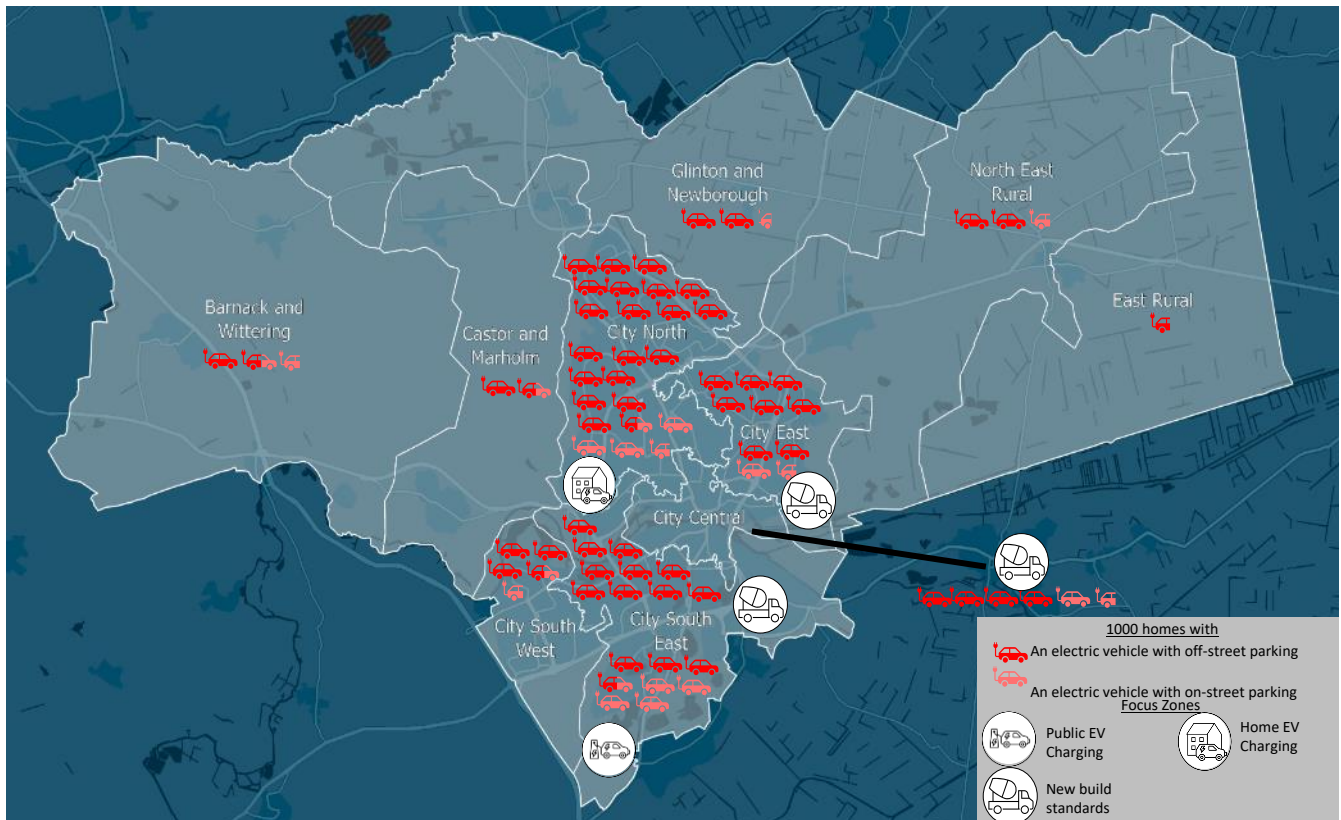 Glinton and
Newborough
North East
Rural
East Rural
Barnack and
Wittering
Castor and
Marholm
City North
City East
City Central
City South
West
City South
East
1000 homes with
An electric vehicle with off-street parking
An electric vehicle with on-street parking
Focus Zones
Public EV
Charging
Home EV
Charging
New build
standards